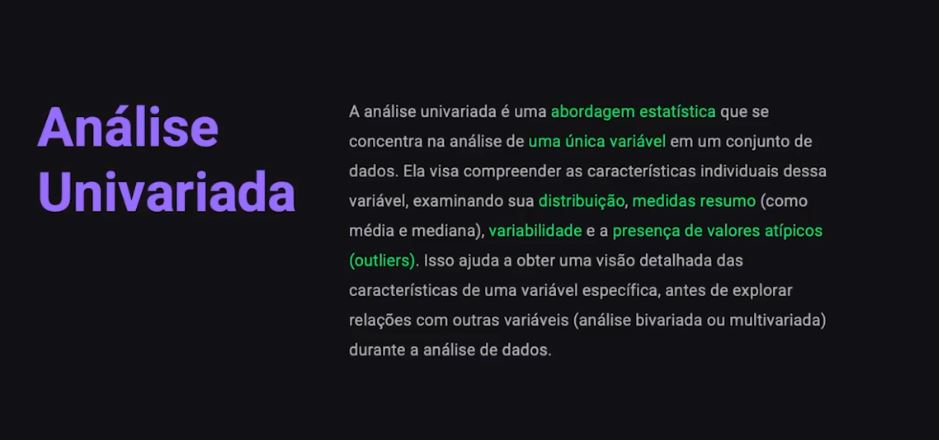 Análise
Univariada
A análise univariada é uma abordagem estatística que se
concentra na análise de uma única variável em um conjunto de
dados. Ela visa compreender as características individuais dessa
variável, examinando sua distribuição, medidas resumo (como
média e mediana), variabilidade e a presença de valores atípicos
(outliers). Isso ajuda a obter uma visão detalhada das
características de uma variável específica, antes de explorar
relações com outras variáveis (análise bivariada ou multivariada)
durante a análise de dados.